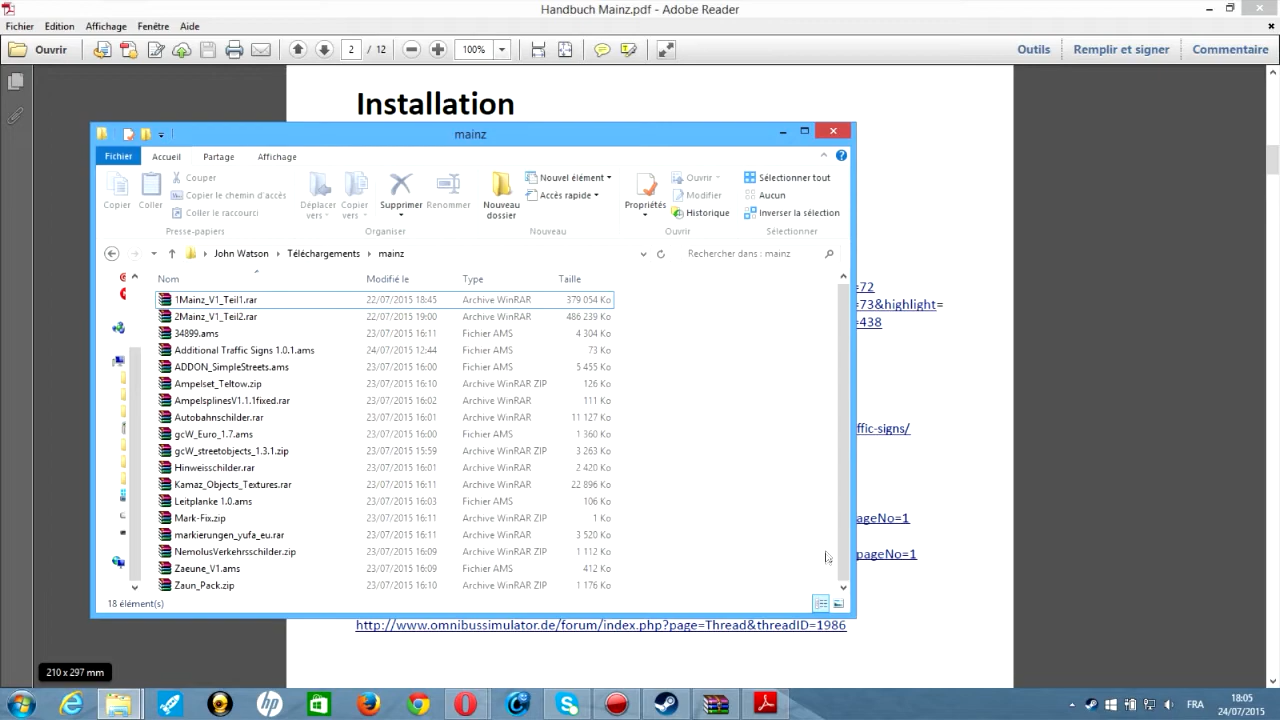 Handbuch Mainz.pdf - Adobe Reader
Fichier Edition Affichage Fenêtre Aide
Ouvrir 2 / 12 100% Outils Remplir et signer Commentaire
Installation
mainz
Fichier Accueil Partage Affichage
Copier
Coller
Couper
Copier le chemin d'accès
Coller le raccourci
Presse-papiers
Déplacer vers
Copier vers
Supprimer
Renommer
Organiser
Nouveau dossier
Nouvel élément
Accès rapide
Nouveau
Propriétés
Ouvrir
Modifier
Historique
Ouvrir
Sélectionner tout
Aucun
Inverser la sélection
Sélectionner
John Watson Téléchargements mainz Rechercher dans : mainz
Nom Modifié le Type Taille
1Mainz_V1_Teil1.rar 22/07/2015 18:45 Archive WinRAR 379 054 Ko
2Mainz_V1_Teil2.rar 22/07/2015 19:00 Archive WinRAR 486 239 Ko
34899.ams 23/07/2015 16:11 Fichier AMS 4 304 Ko
Additional Traffic Signs 1.0.1.ams 24/07/2015 12:44 Fichier AMS 73 Ko
ADDON_SimpleStreets.ams 23/07/2015 16:00 Fichier AMS 5 455 Ko
Ampelset_Teltow.zip 23/07/2015 16:10 Archive WinRAR ZIP 126 Ko
AmpelsplinesV1.1.1fixed.rar 23/07/2015 16:02 Archive WinRAR 111 Ko
Autobahnschilder.rar 23/07/2015 16:01 Archive WinRAR 11 127 Ko
gcW_Euro_1.7.ams 23/07/2015 16:00 Fichier AMS 1 360 Ko
gcW_streetobjects_1.3.1.zip 23/07/2015 15:59 Archive WinRAR ZIP 3 263 Ko
Hinweisschilder.rar 23/07/2015 16:01 Archive WinRAR 2 420 Ko
Kamaz_Objects_Textures.rar 23/07/2015 16:11 Archive WinRAR 22 896 Ko
Leitplanke 1.0.ams 23/07/2015 16:03 Fichier AMS 106 Ko
Mark-Fix.zip 23/07/2015 16:11 Archive WinRAR ZIP 1 Ko
markierungen_yufa_eu.rar 23/07/2015 16:11 Archive WinRAR 3 520 Ko
NemolusVerkehrsschilder.zip 23/07/2015 16:09 Archive WinRAR ZIP 1 112 Ko
Zaeune_V1.ams 23/07/2015 16:09 Fichier AMS 412 Ko
Zaun_Pack.zip 23/07/2015 16:10 Archive WinRAR ZIP 1 176 Ko
18 élément(s)
=72
=73&highlight=
=438
ffic-signs/
ageNo=1
pageNo=1
http://www.omnibussimulator.de/forum/index.php?page=Thread&threadID=1986
210 x 297 mm
FRA
18:05
24/07/2015